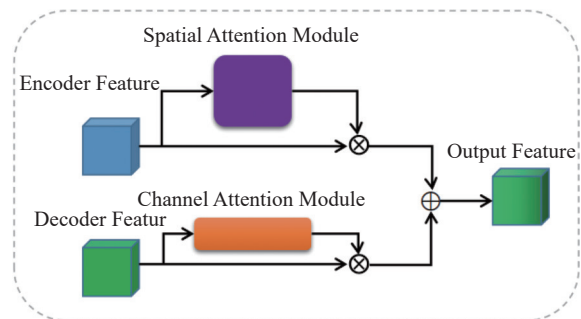 Spatial Attention Module
Encoder Feature
Output Feature
Channel Attention Module
Decoder Featur